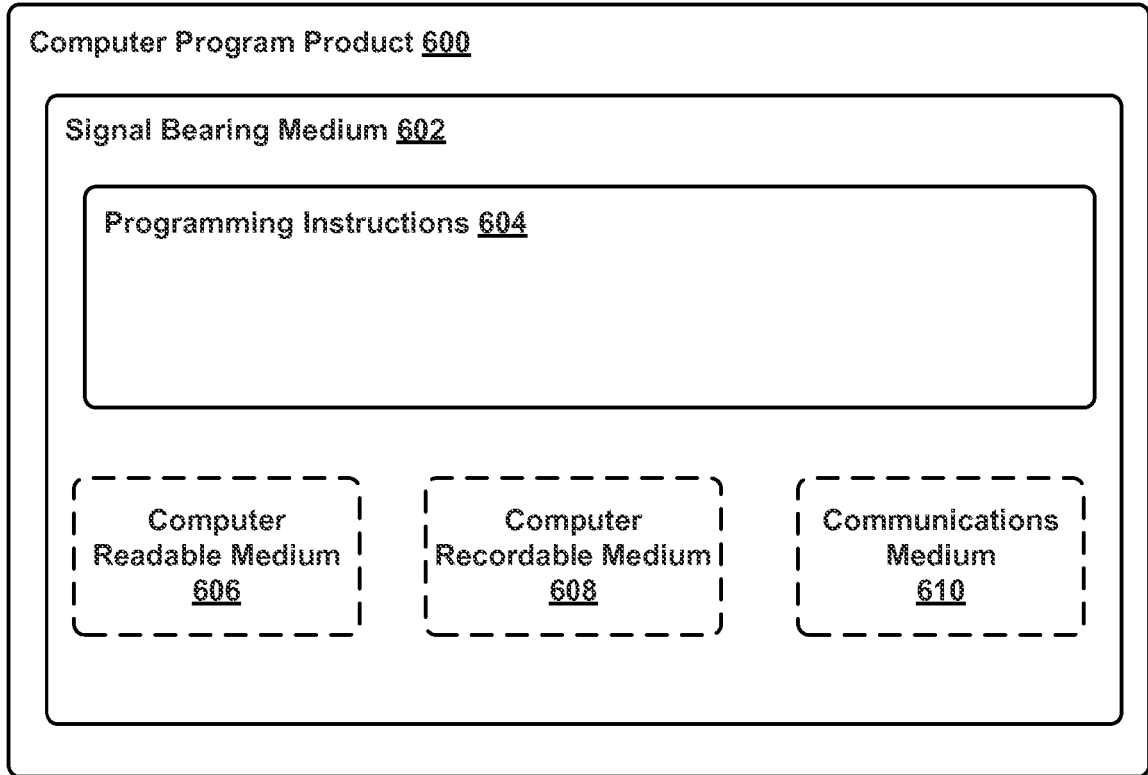 Computer Program Product 600
Signal Bearing Medium 602
Programming Instructions 604
Computer
Readable Medium
606
Computer
Recordable Medium
608
Communications
Medium
610